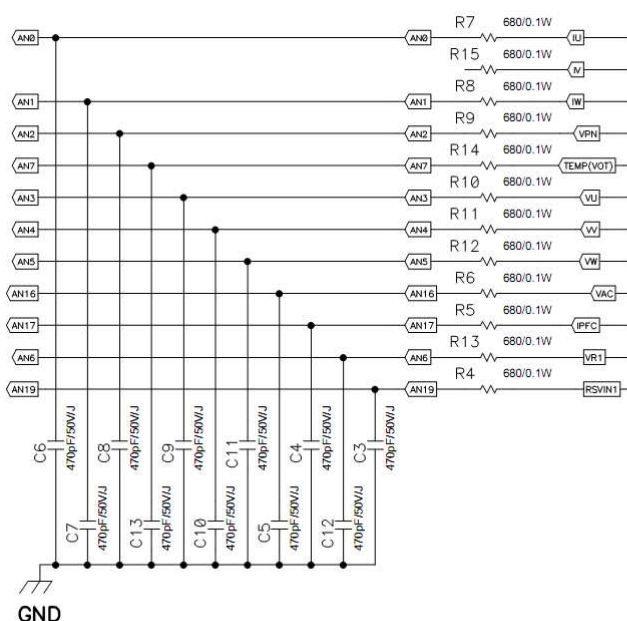 R7 680/0.1W
AN0 AN0 IU
R15 680/0.1W
IV
R8 680/0.1W
AN1 AN1 IW
R9 680/0.1W
AN2 AN2 VPN
R14 680/0.1W
AN7 AN7 TEMP(VOT)
R10 680/0.1W
AN3 AN3 VU
R11 680/0.1W
AN4 AN4 VV
R12 680/0.1W
AN5 AN5 VW
R6 680/0.1W
AN16 AN16 VAC
R5 680/0.1W
AN17 AN17 IPFC
R13 680/0.1W
AN6 AN6 VR1
R4 680/0.1W
AN19 AN19 RSVIN1
C6 470pF/50V/J
C8 470pF/50V/J
C9 470pF/50V/J
C11 470pF/50V/J
C4 470pF/50V/J
C3 470pF/50V/J
C7 470pF/50V/J
C13 470pF/50V/J
C10 470pF/50V/J
C5 470pF/50V/J
C12 470pF/50V/J
GND